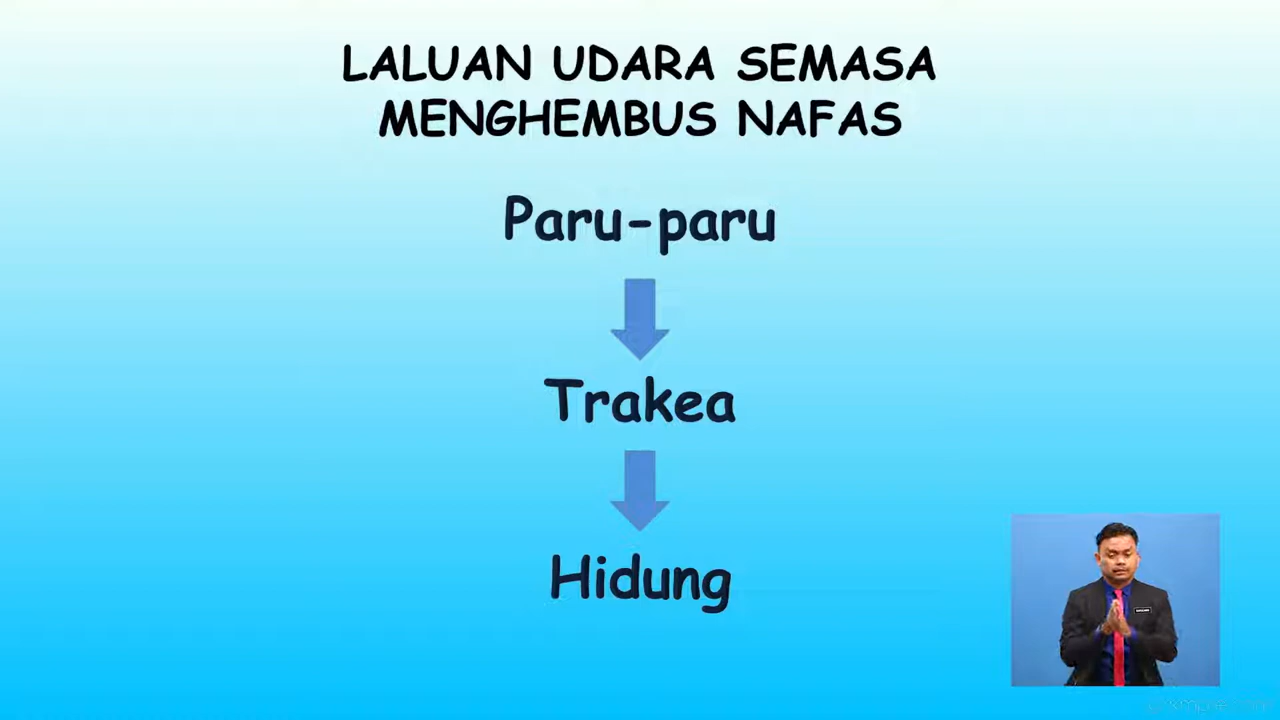 LALUAN UDARA SEMASA
MENGHEMBUS NAFAS
Paru-paru
Trakea
Hidung